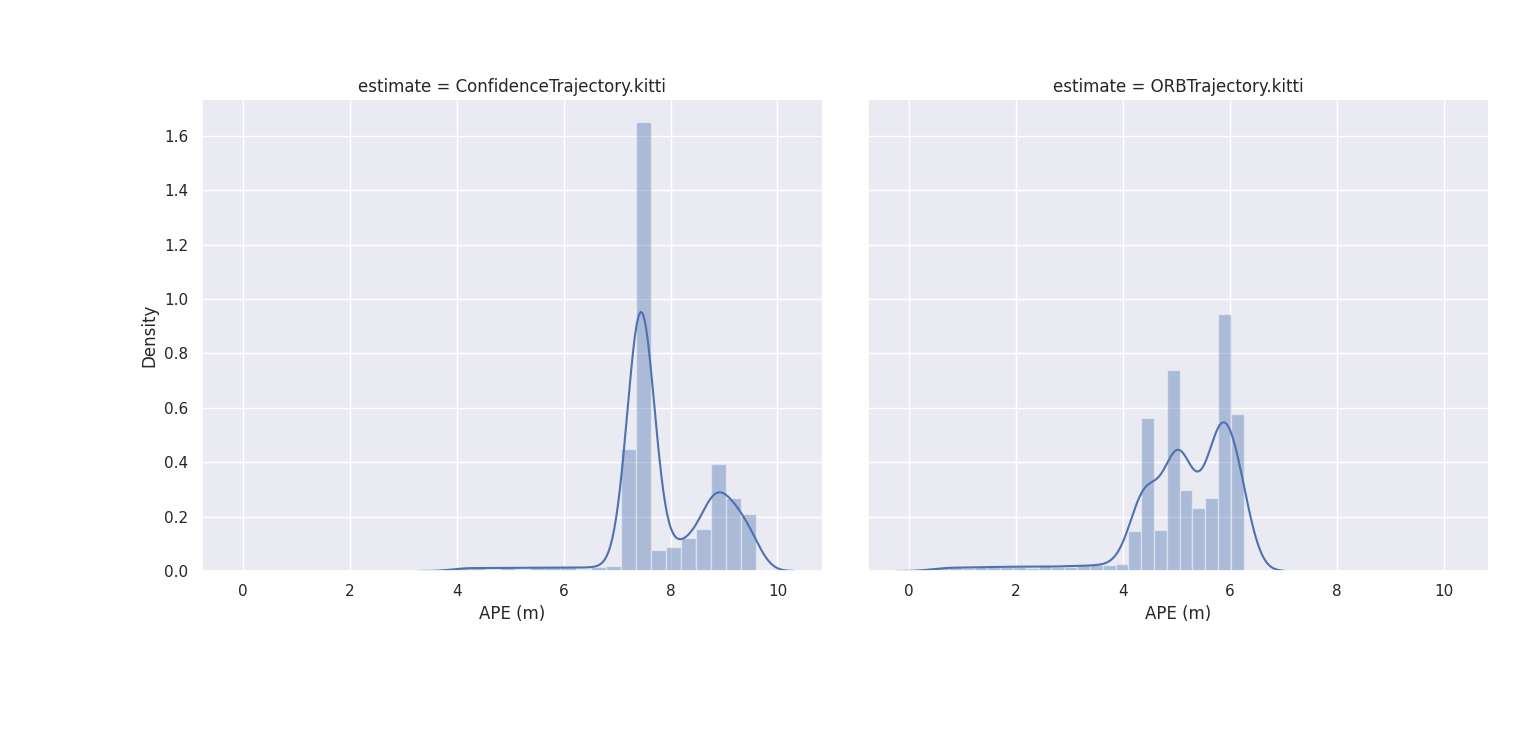 estimate = ConfidenceTrajectory.kitti
estimate = ORBTrajectory.kitti
1.6
1.4
1.2
1.0
0.8
0.6
0.4
0.2
0.0
Density
0 2 4 6 8 10
0 2 4 6 8 10
APE (m)
APE (m)